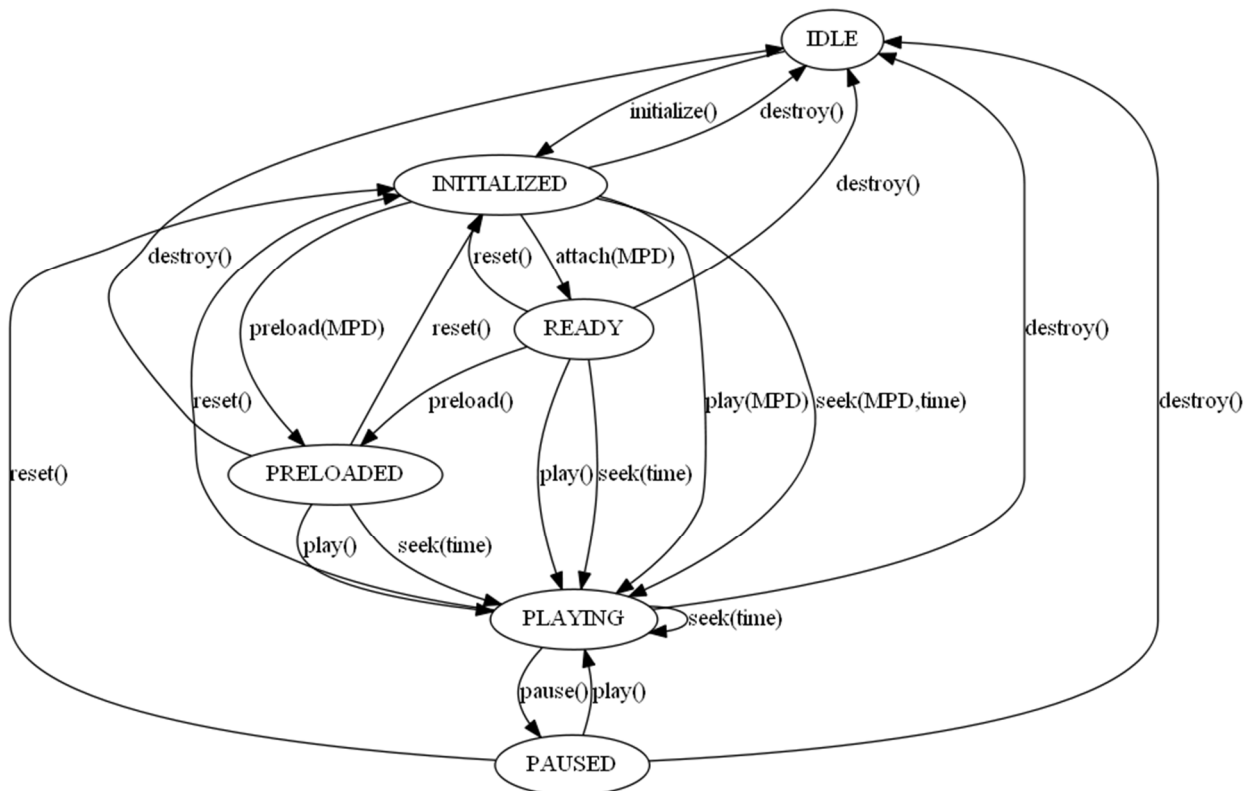 IDLE
initialize()
destroy()
INITIALIZED
destroy()
destroy()
reset()
attach(MPD)
preload(MPD)
reset()
READY
destroy()
reset()
preload()
play(MPD)
seek(MPD,time)
destroy()
reset()
PRELOADED
play()
seek(time)
play()
seek(time)
PLAYING
seek(time)
pause()
play()
PAUSED